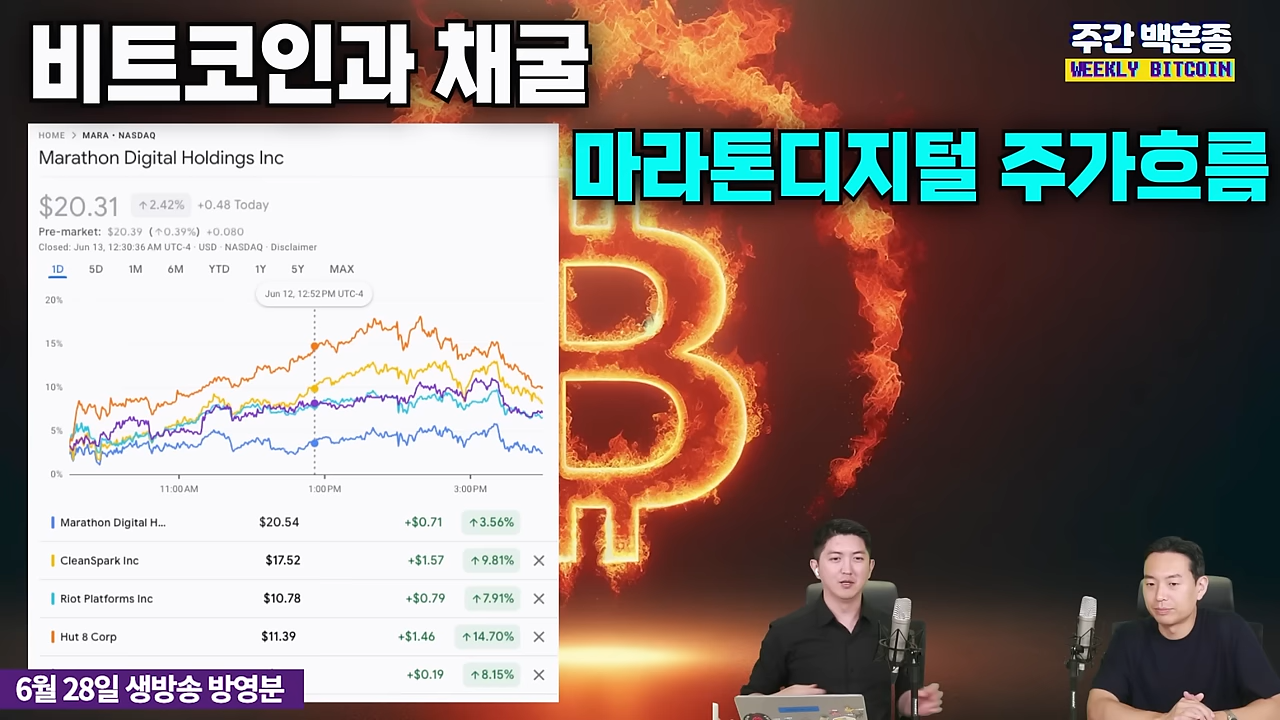 비트코인과 채굴
주간 백훈종
WEEKLY BITCOIN
마라톤디지털 주가흐름
HOME > MARA • NASDAQ
Marathon Digital Holdings Inc
$20.31 ↑2.42% +0.48 Today
Pre-market: $20.39 (↑0.39%) +0.080
Closed: Jun 13, 12:30:36 AM UTC-4 · USD · NASDAQ · Disclaimer
1D 5D 1M 6M YTD 1Y 5Y MAX
Jun 12, 12:52 PM UTC-4
20%
15%
10%
5%
0%
11:00 AM 1:00 PM 3:00 PM
Marathon Digital H... $20.54 +$0.71 ↑3.56%
CleanSpark Inc $17.52 +$1.57 ↑9.81%
Riot Platforms Inc $10.78 +$0.79 ↑7.91%
Hut 8 Corp $11.39 +$1.46 ↑14.70%
+$0.19 ↑8.15%
6월 28일 생방송 방영분